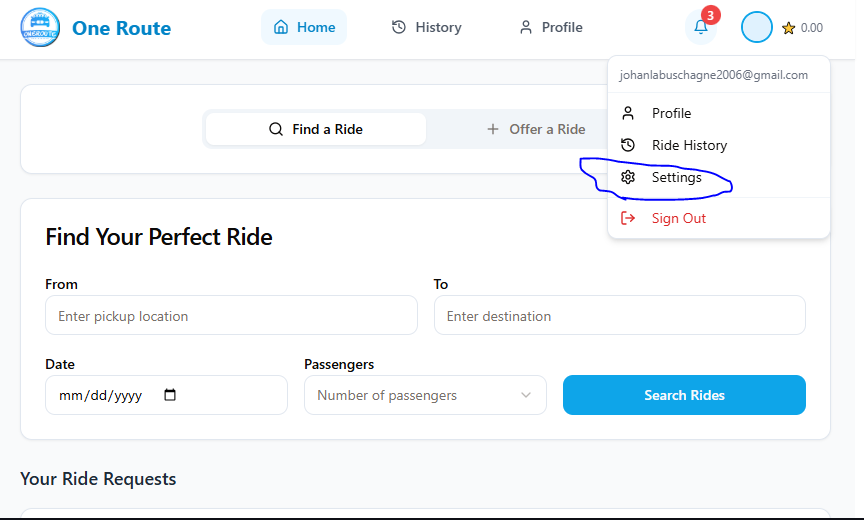 ONEROUTE
One Route
Home
History
Profile
3
0.00
johanlabuschagne2006@gmail.com
Profile
Ride History
Settings
Sign Out
Find a Ride
Offer a Ride
Find Your Perfect Ride
From
To
Enter pickup location
Enter destination
Date
Passengers
mm/dd/yyyy
Number of passengers
Search Rides
Your Ride Requests